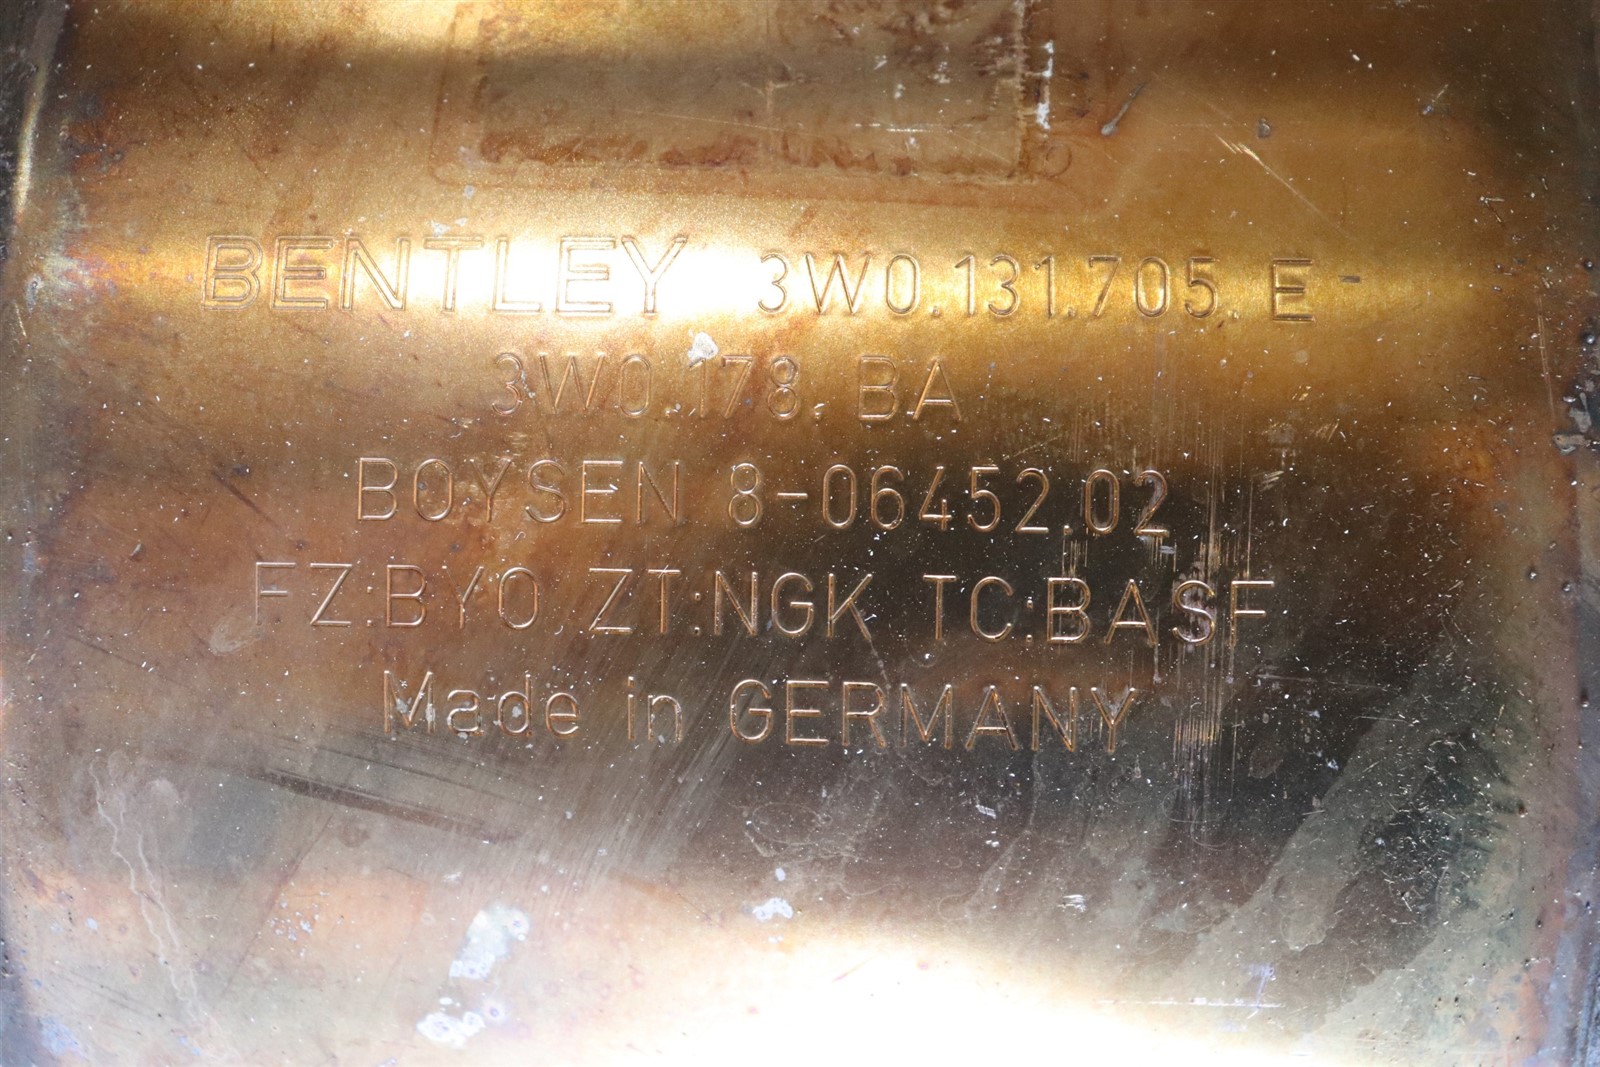 BENTLEY 3W0.131.705. E
3W0.178. BA
BOYSEN 8-06452.02
FZ:BYO ZT:NGK TC:BASF
Made in GERMANY